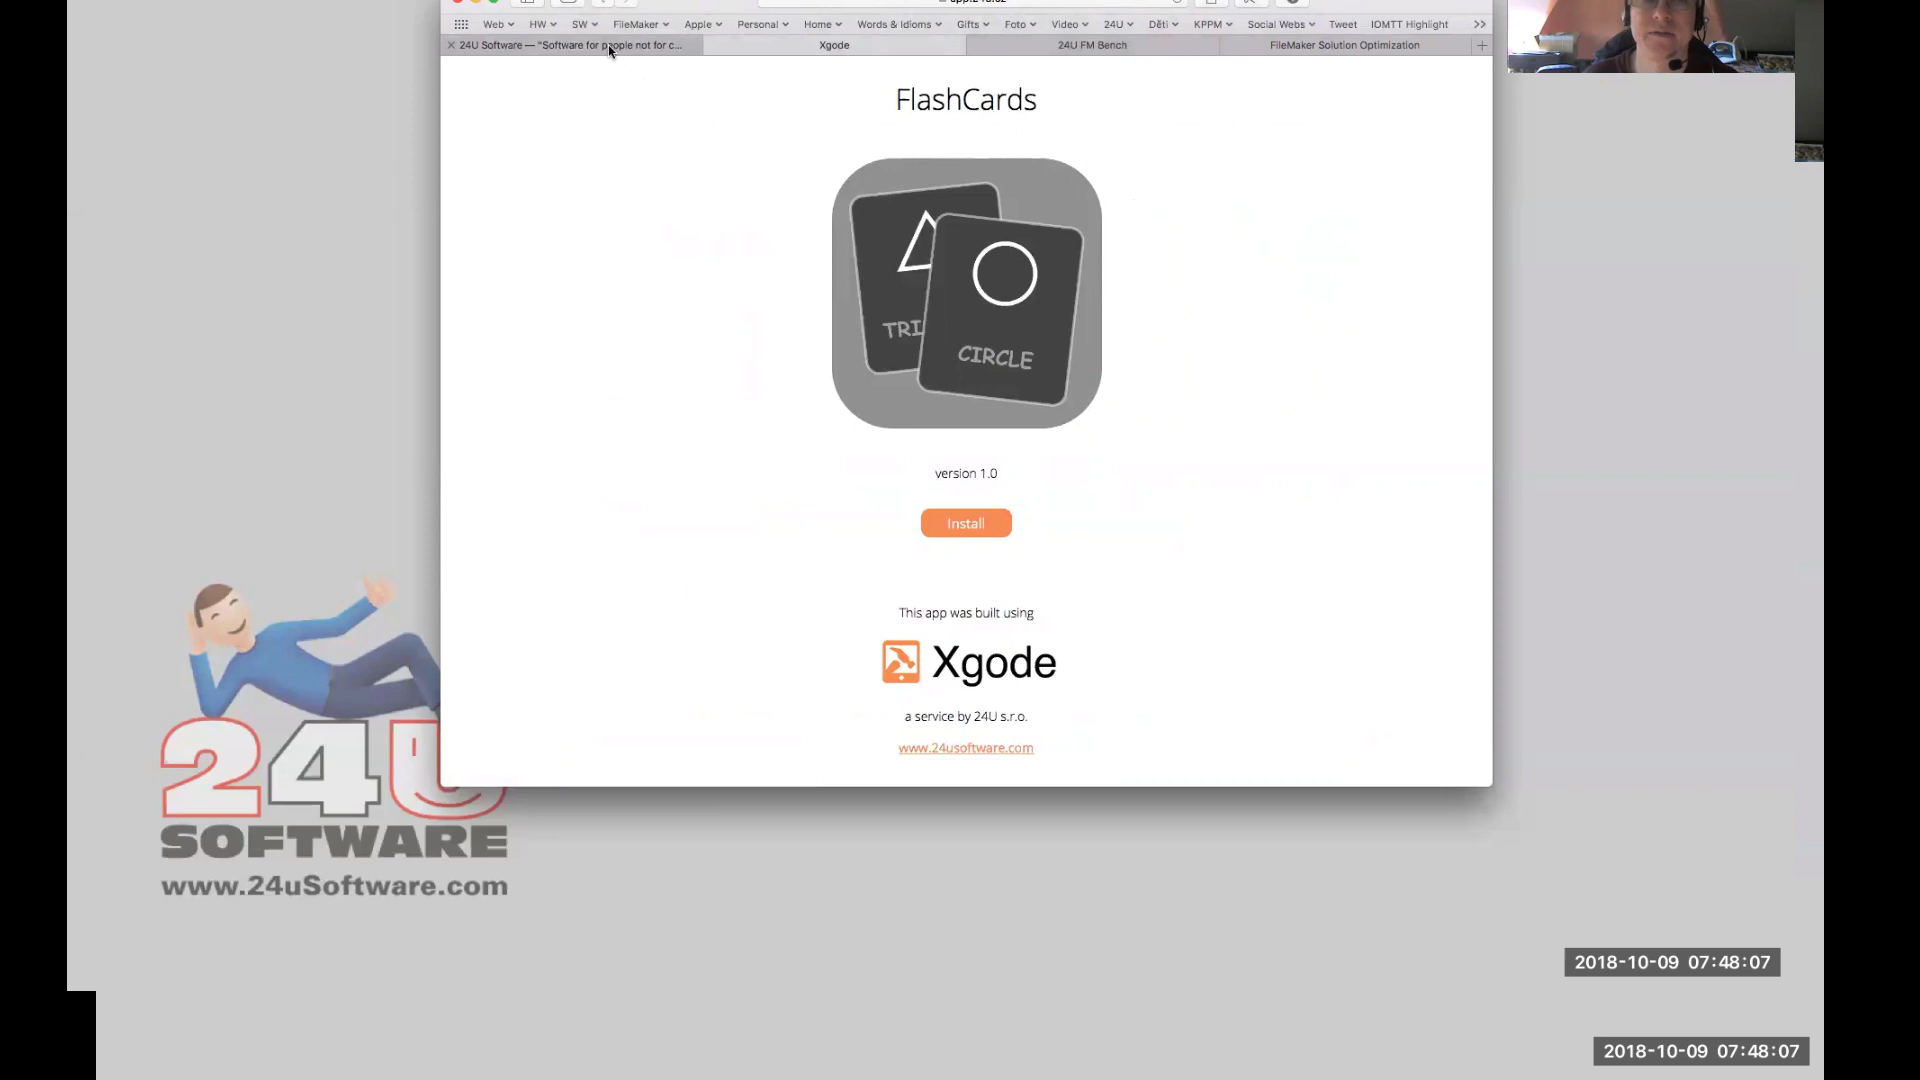 Web HW SW FileMaker Apple Personal Home Words & Idioms Gifts Foto Video 24U Děti KPPM Social Webs Tweet IOMTT Highlight >>
24U Software — "Software for people not for c... Xgode 24U FM Bench FileMaker Solution Optimization +
FlashCards
TRI
CIRCLE
version 1.0
Install
This app was built using
Xgode
a service by 24U s.r.o.
www.24usoftware.com
24U
SOFTWARE
www.24uSoftware.com
2018-10-09 07:48:07
2018-10-09 07:48:07